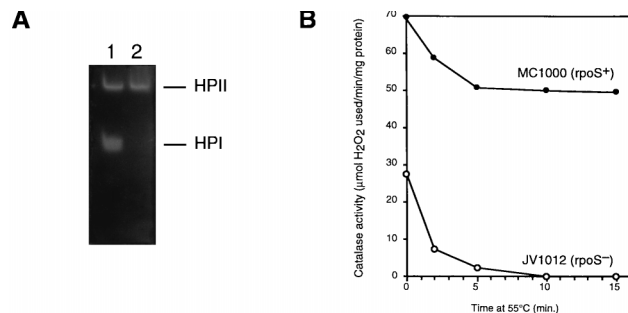 A
1 2
HPII
HPI
B
Catalase activity (μmol H2O2 used/min/mg protein)
70
60
50
40
30
20
10
0
MC1000 (rpoS+)
JV1012 (rpoS–)
0 5 10 15
Time at 55°C (min.)